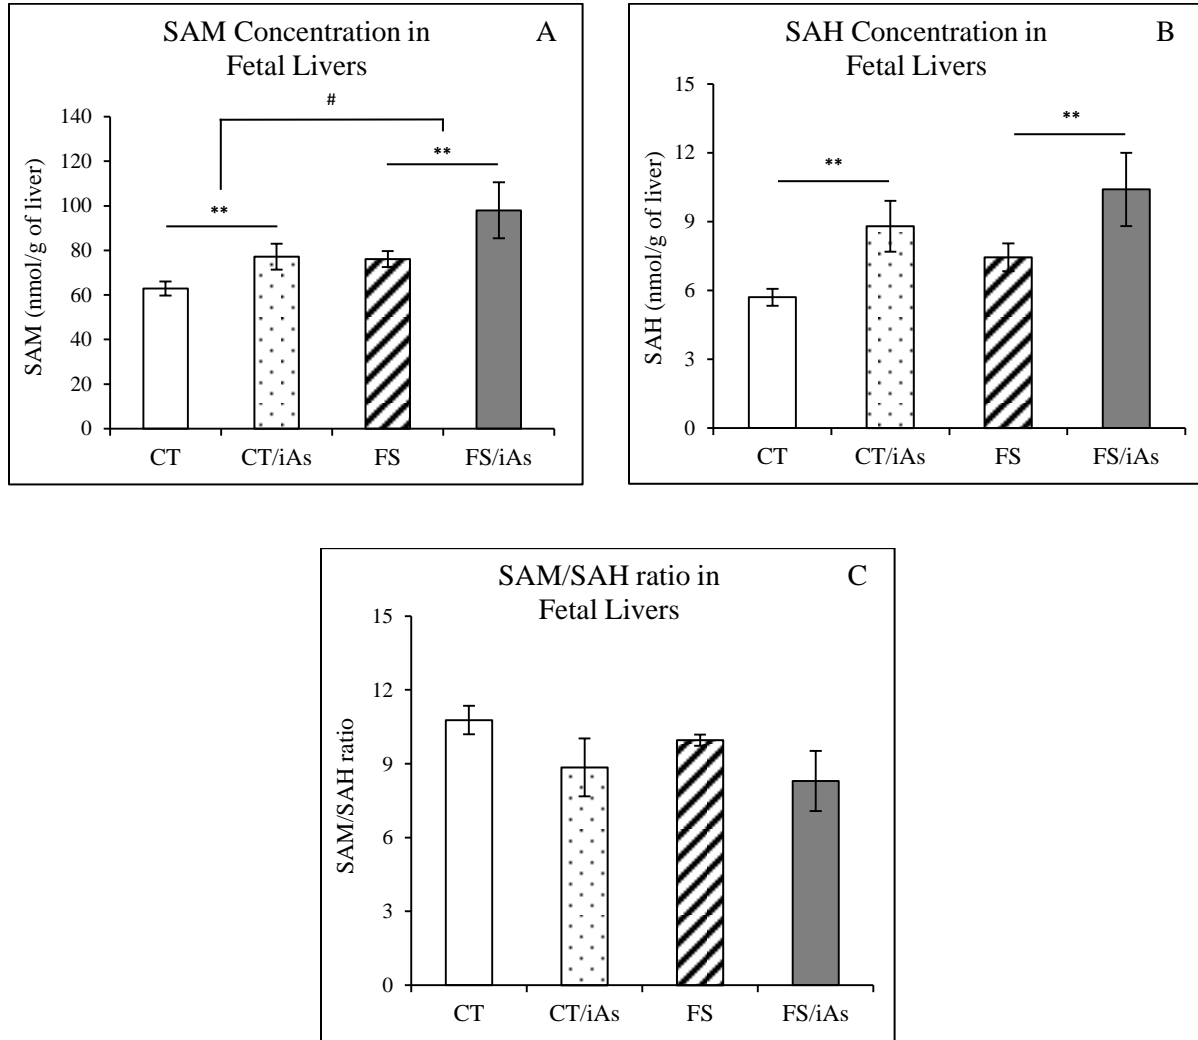 SAM Concentration in
Fetal Livers
A
#
**
**
SAM (nmol/g of liver)
140
120
100
80
60
40
20
0
CT CT/iAs FS FS/iAs
SAH Concentration in
Fetal Livers
B
**
**
SAH (nmol/g of liver)
15
12
9
6
3
0
CT CT/iAs FS FS/iAs
SAM/SAH ratio in
Fetal Livers
C
SAM/SAH ratio
15
12
9
6
3
0
CT CT/iAs FS FS/iAs